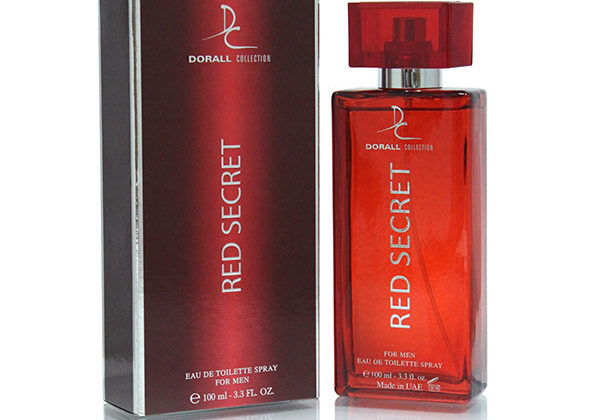 DC
DORALL COLLECTION
RED SECRET
EAU DE TOILETTE SPRAY
FOR MEN
℮ 100 ml - 3.3 FL. OZ.
DC
DORALL COLLECTION
RED SECRET
FOR MEN
EAU DE TOILETTE SPRAY
℮ 100 ml - 3.3 fl. oz.
Made in UAE